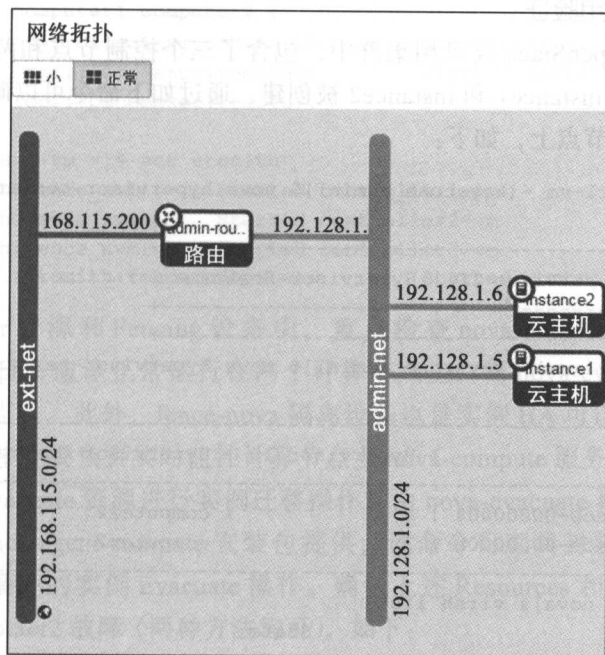 网络拓扑
小 正常
168.115.200
admin-rou..
路由
192.128.1.
192.128.1.6
Instance2
云主机
192.128.1.5
Instance1
云主机
ext-net
192.168.115.0/24
admin-net
192.128.1.0/24